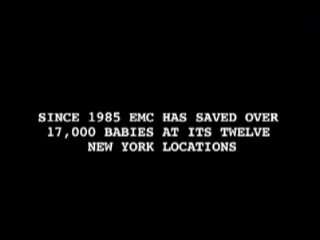 SINCE 1985 EMC HAS SAVED OVER
17,000 BABIES AT ITS TWELVE
NEW YORK LOCATIONS